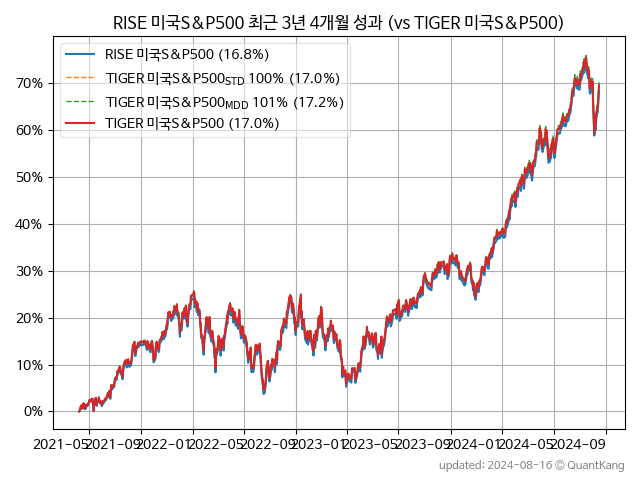 RISE 미국S&P500 최근 3년 4개월 성과 (vs TIGER 미국S&P500)
RISE 미국S&P500 (16.8%)
TIGER 미국S&P500STD 100% (17.0%)
TIGER 미국S&P500MDD 101% (17.2%)
TIGER 미국S&P500 (17.0%)
70%
60%
50%
40%
30%
20%
10%
0%
2021-05 2021-09 2022-01 2022-05 2022-09 2023-01 2023-05 2023-09 2024-01 2024-05 2024-09
updated: 2024-08-16 © QuantKang